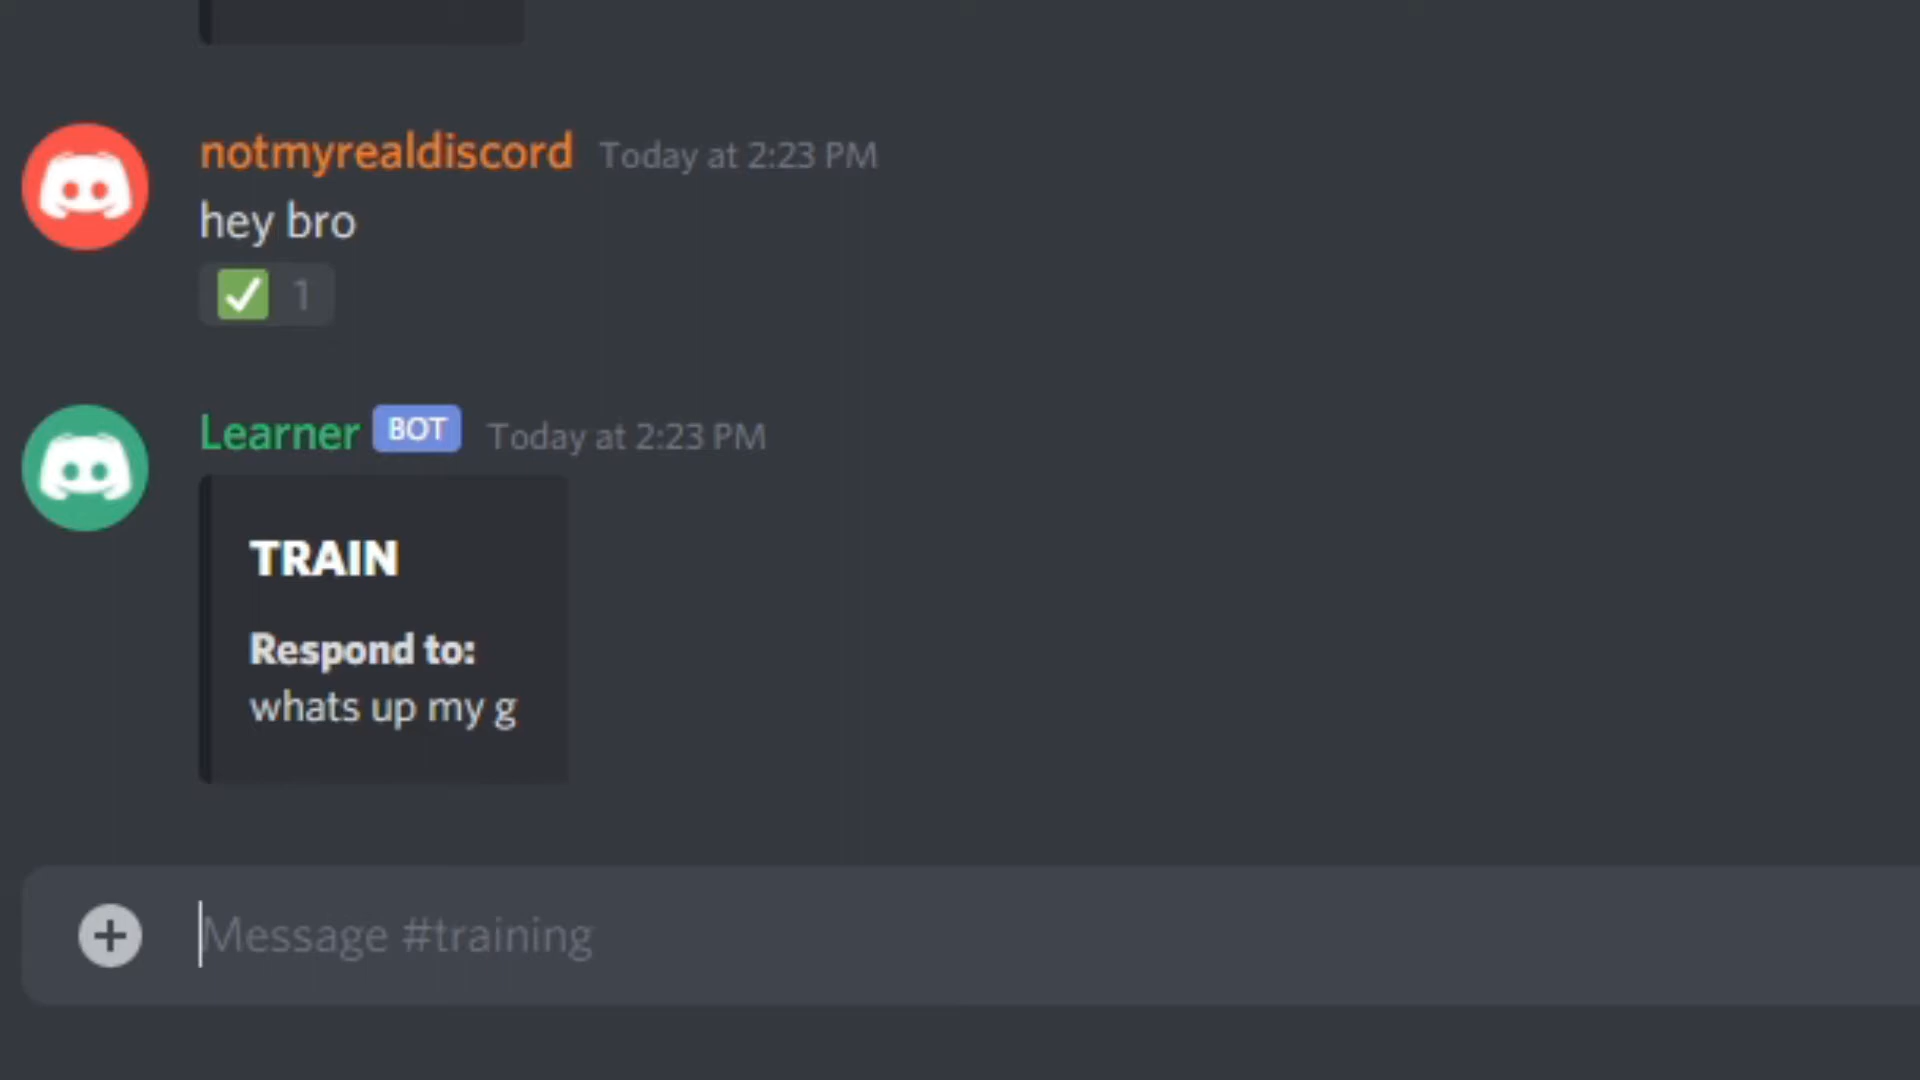 notmyrealdiscord Today at 2:23 PM
hey bro
✅ 1
Learner BOT Today at 2:23 PM
TRAIN
Respond to:
whats up my g
Message #training